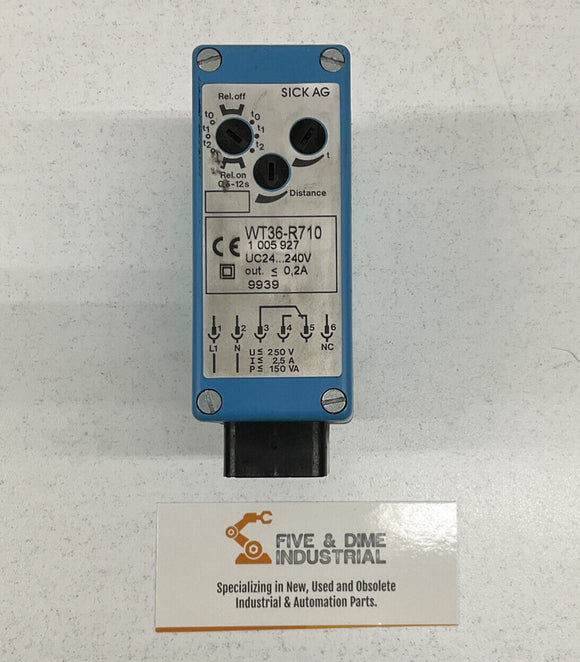 SICK AG
Rel.off
t0 t0
t1 t1
t2 t2
t
Rel.on
0,5-12s
Distance
WT36-R710
1 005 927
CE UC24...240V
out. ≤ 0,2A
9939
1 2 3 4 5 6
L1 N NC
U≤ 250 V
I≤ 2,5 A
P≤ 150 VA
FIVE & DIME
INDUSTRIAL
Specializing in New, Used and Obsolete
Industrial & Automation Parts.